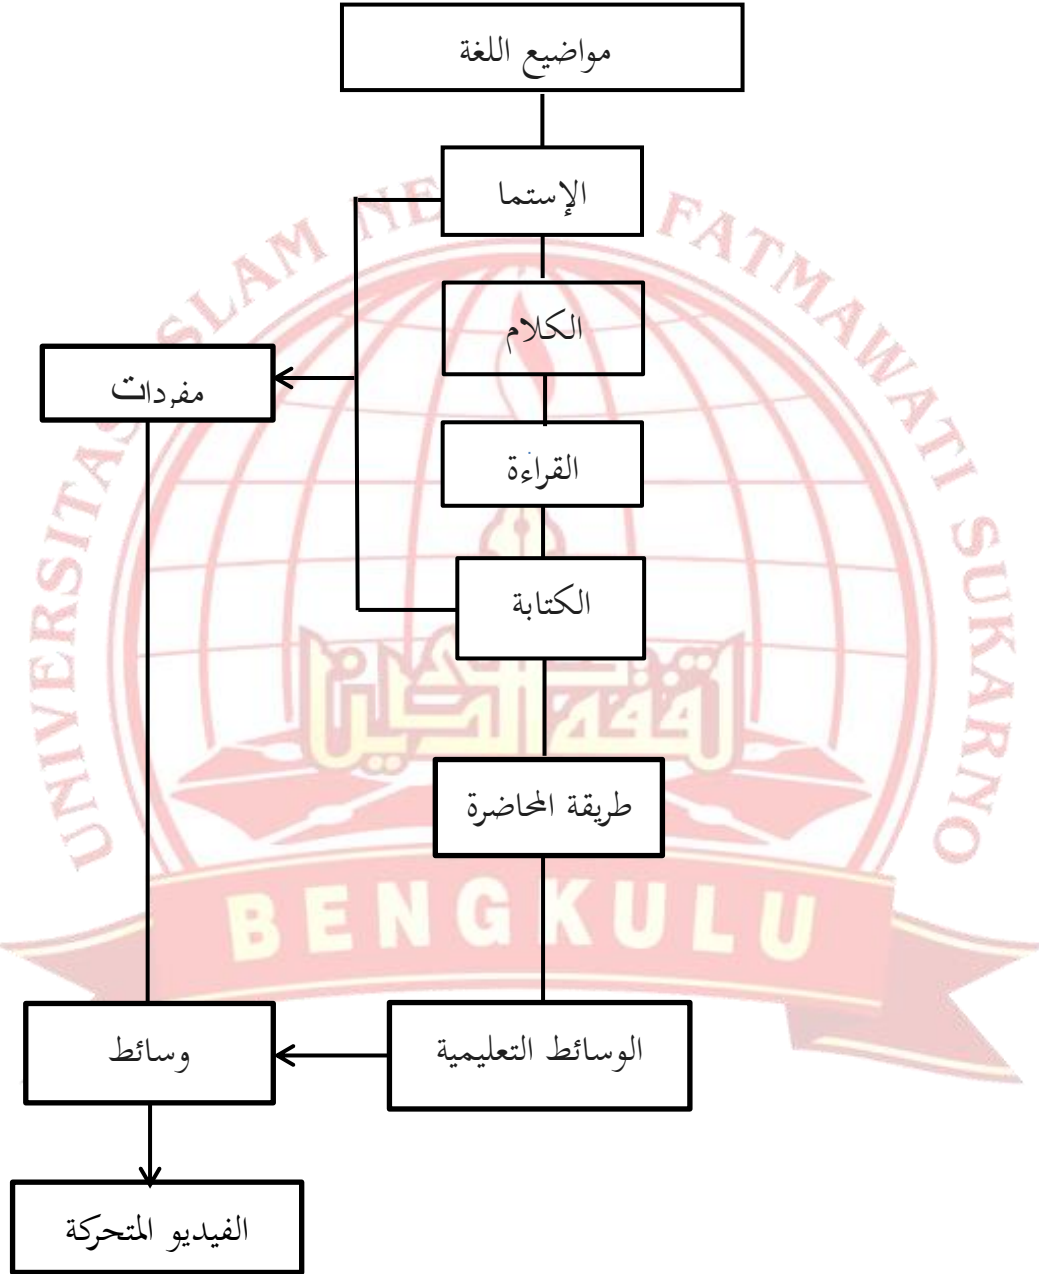 مواضيع اللغة
الإستما
الكلام
مفردات
القراءة
الكتابة
طريقة المحاضرة
الوسائط التعليمية
وسائط
الفيديو المتحركة
UNIVERSITAS ISLAM NE FATMAWATI SUKARNO
BENGKULU